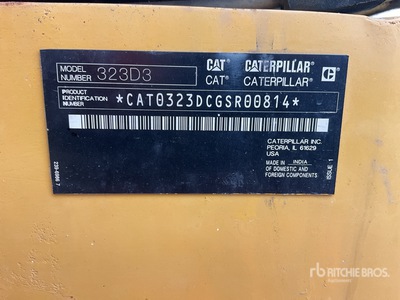 MODEL NUMBER 323D3 CAT CATERPILLAR C
CAT® CATERPILLAR®
PRODUCT IDENTIFICATION NUMBER *CAT0323DCGSR00814*
CATERPILLAR INC.
PEORIA, IL 61629
USA
MADE IN INDIA
OF DOMESTIC AND
FOREIGN COMPONENTS
ISSUE 1
rb RITCHIE BROS.